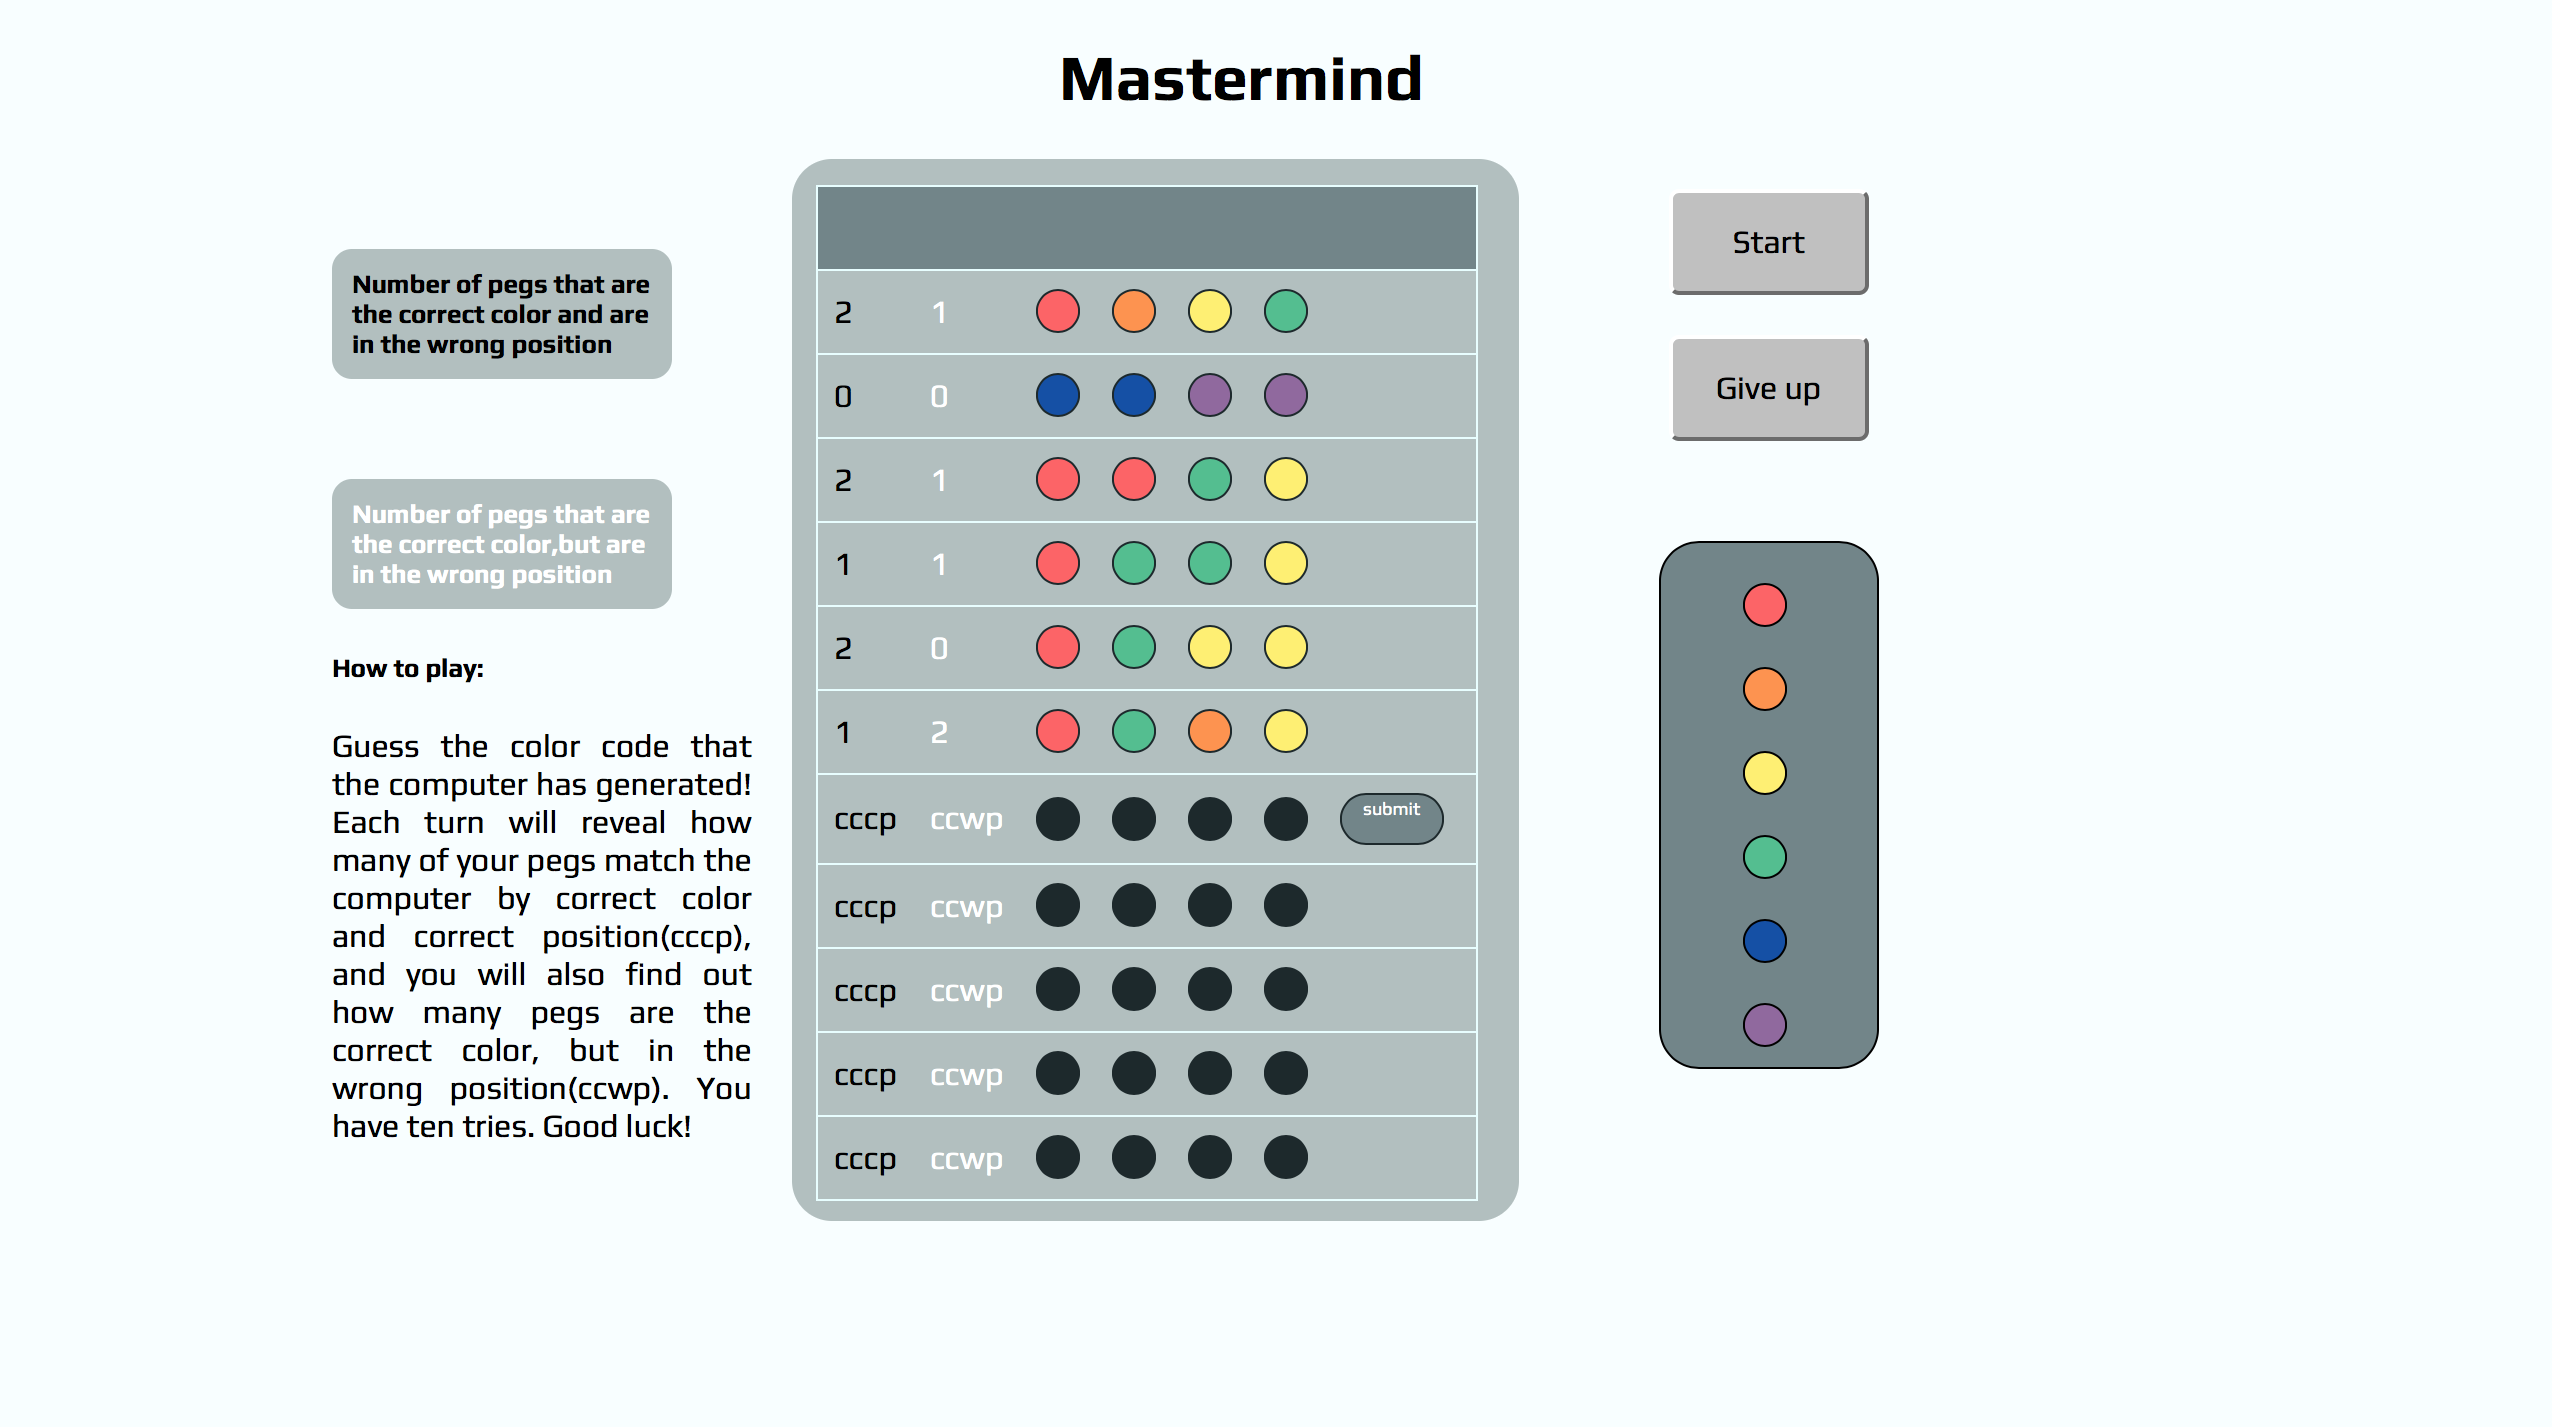 Mastermind
Number of pegs that are
the correct color and are
in the wrong position
Number of pegs that are
the correct color,but are
in the wrong position
How to play:
Guess the color code that
the computer has generated!
Each turn will reveal how
many of your pegs match the
computer by correct color
and correct position(cccp),
and you will also find out
how many pegs are the
correct color, but in the
wrong position(ccwp). You
have ten tries. Good luck!
2 1
0 0
2 1
1 1
2 0
1 2
cccp ccwp submit
cccp ccwp
cccp ccwp
cccp ccwp
cccp ccwp
Start
Give up